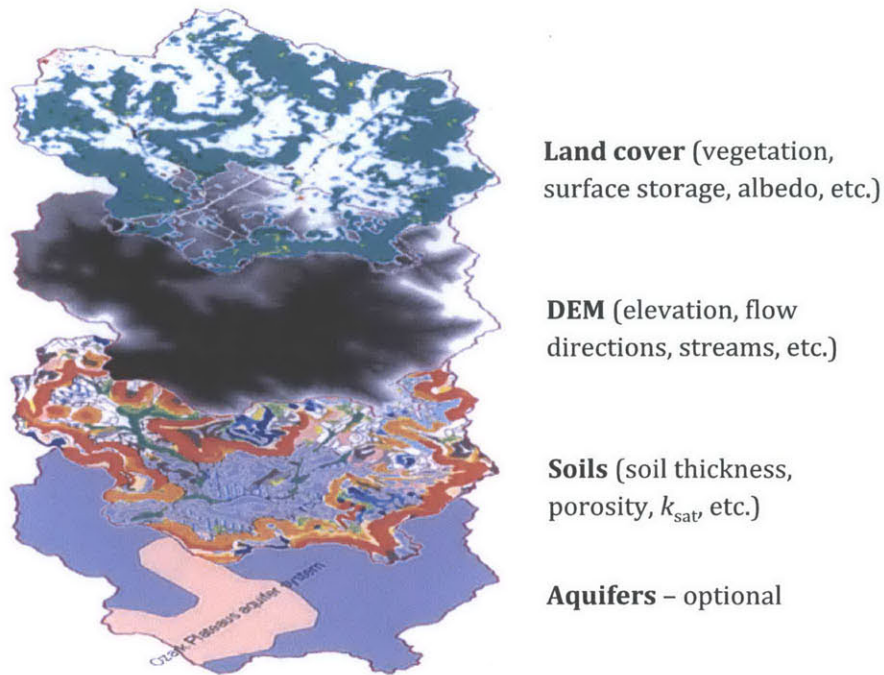 Land cover (vegetation,
surface storage, albedo, etc.)
DEM (elevation, flow
directions, streams, etc.)
Soils (soil thickness,
porosity, ksat, etc.)
Aquifers – optional
Ozark Plateaus aquifer system